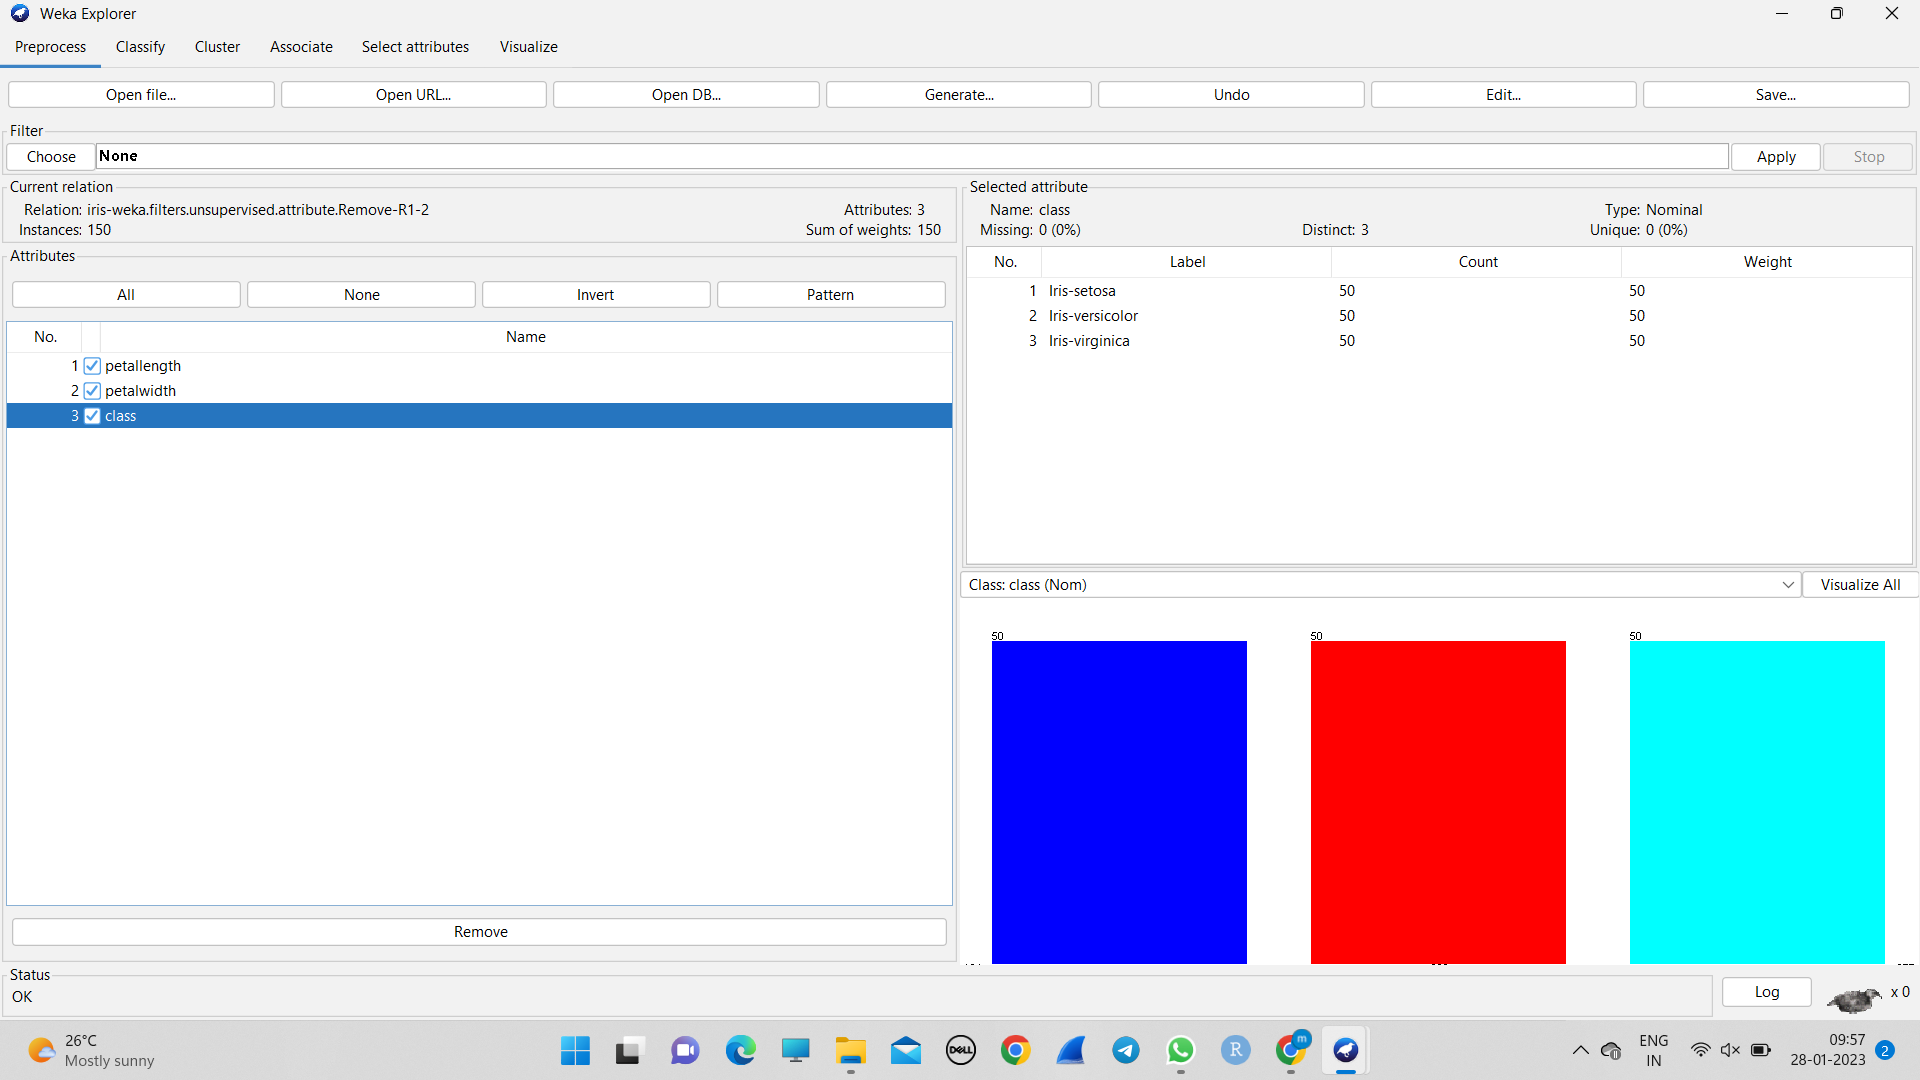 Weka Explorer
Preprocess Classify Cluster Associate Select attributes Visualize
Open file... Open URL... Open DB... Generate... Undo Edit... Save...
Filter
Choose None Apply Stop
Current relation
Relation: iris-weka.filters.unsupervised.attribute.Remove-R1-2 Attributes: 3
Instances: 150 Sum of weights: 150
Attributes
All None Invert Pattern
No. Name
1 petallength
2 petalwidth
3 class
Remove
Selected attribute
Name: class Type: Nominal
Missing: 0 (0%) Distinct: 3 Unique: 0 (0%)
No. Label Count Weight
1 Iris-setosa 50 50
2 Iris-versicolor 50 50
3 Iris-virginica 50 50
Class: class (Nom) Visualize All
50 50 50
Status
OK
Log x 0
26°C
Mostly sunny
DELL
R
m
ENG
IN
09:57
28-01-2023
2